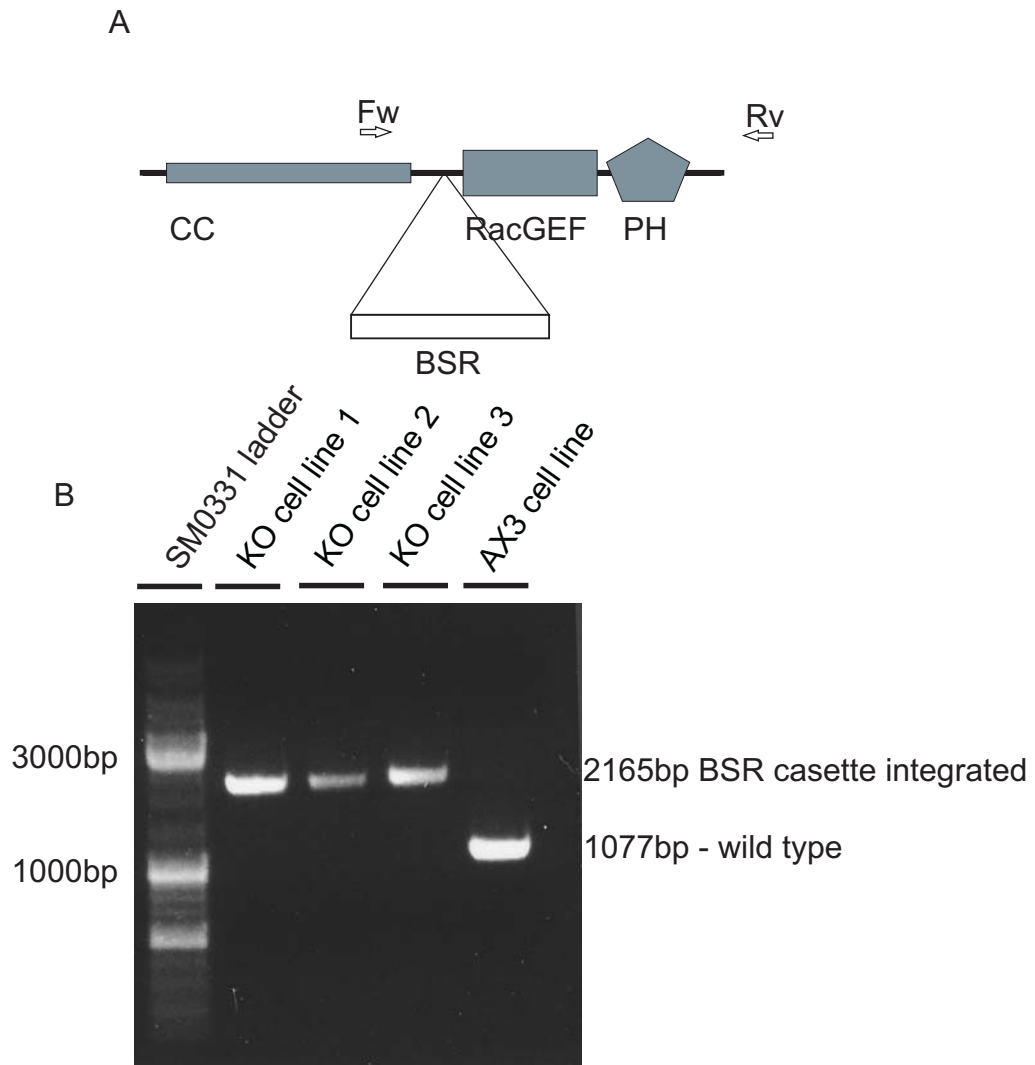 A
Fw
Rv
CC
RacGEF
PH
BSR
B
SM0331 ladder
KO cell line 1
KO cell line 2
KO cell line 3
AX3 cell line
3000bp
2165bp BSR casette integrated
1077bp - wild type
1000bp